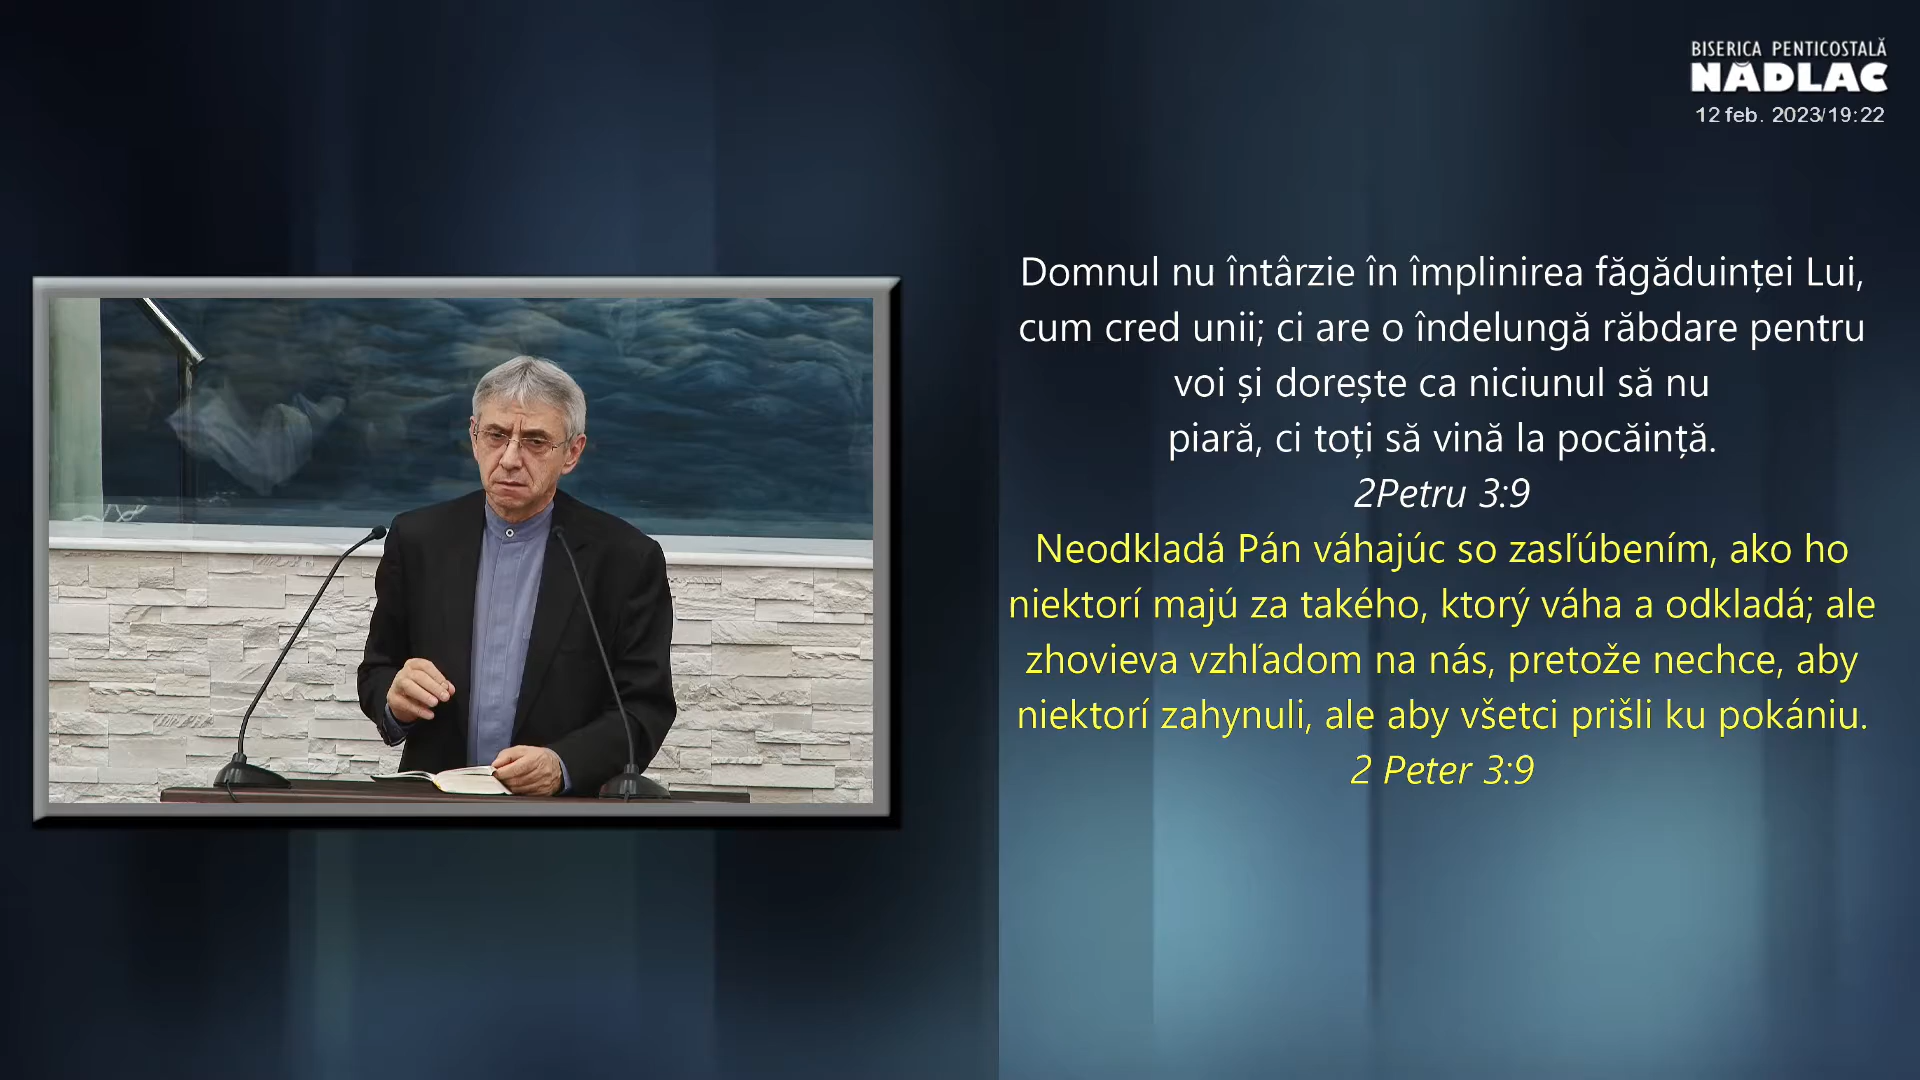 BISERICA PENTICOSTALĂ
NĂDLAC
12 feb. 2023/19:22
Domnul nu întârzie în împlinirea făgăduinței Lui,
cum cred unii; ci are o îndelungă răbdare pentru
voi și dorește ca niciunul să nu
piară, ci toți să vină la pocăință.
2Petru 3:9
Neodkladá Pán váhajúc so zasľúbením, ako ho
niektorí majú za takého, ktorý váha a odkladá; ale
zhovieva vzhľadom na nás, pretože nechce, aby
niektorí zahynuli, ale aby všetci prišli ku pokániu.
2 Peter 3:9